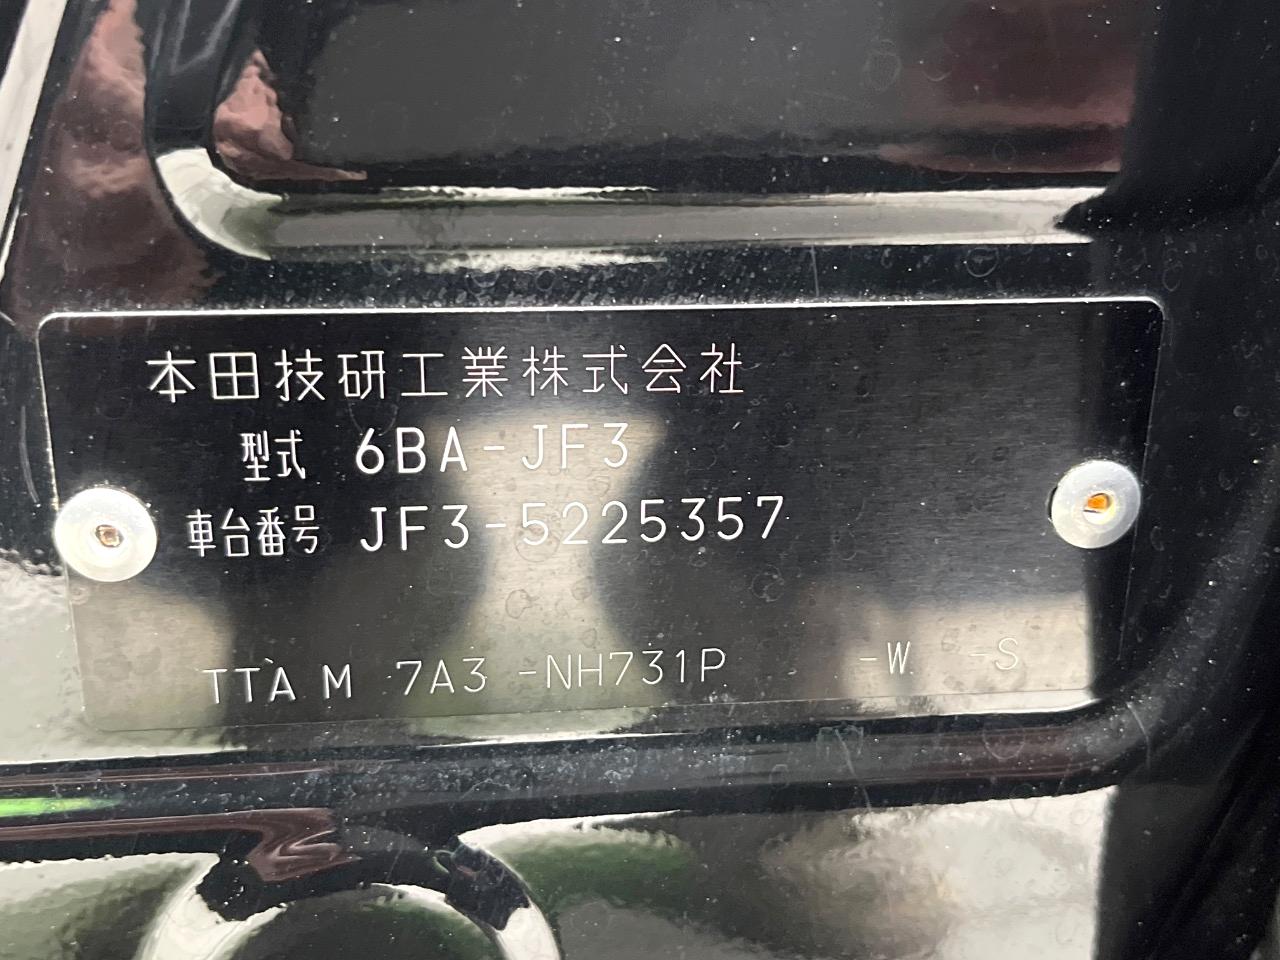 本田技研工業株式会社
型式 6BA-JF3
車台番号 JF3-5225357
TTA M 7A3 -NH731P -W -S